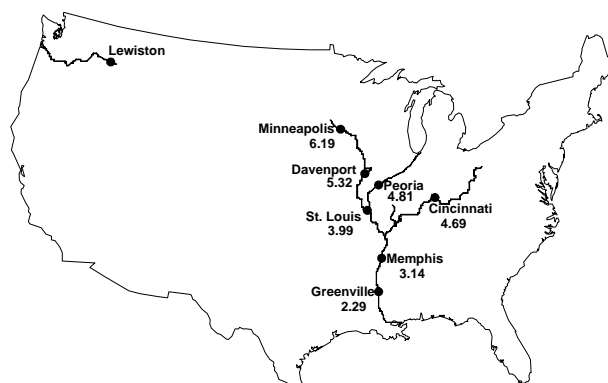 Lewiston
Minneapolis
6.19
Davenport
5.32
Peoria
4.81
St. Louis
3.99
Cincinnati
4.69
Memphis
3.14
Greenville
2.29